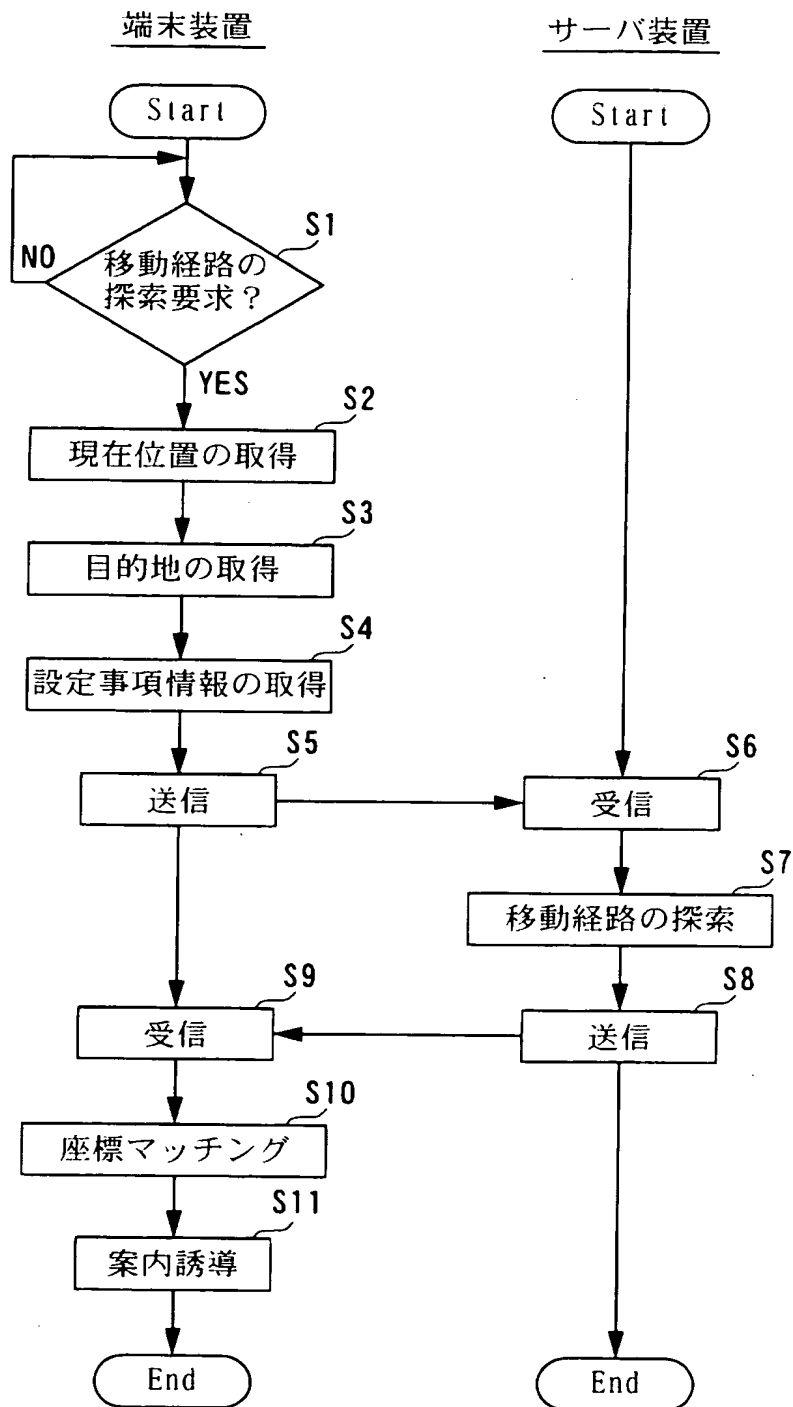 端末装置
サーバ装置
Start
Start
S1
移動経路の
探索要求？
NO
YES
S2
現在位置の取得
S3
目的地の取得
S4
設定事項情報の取得
S5
送信
S6
受信
S7
移動経路の探索
S8
送信
S9
受信
S10
座標マッチング
S11
案内誘導
End
End